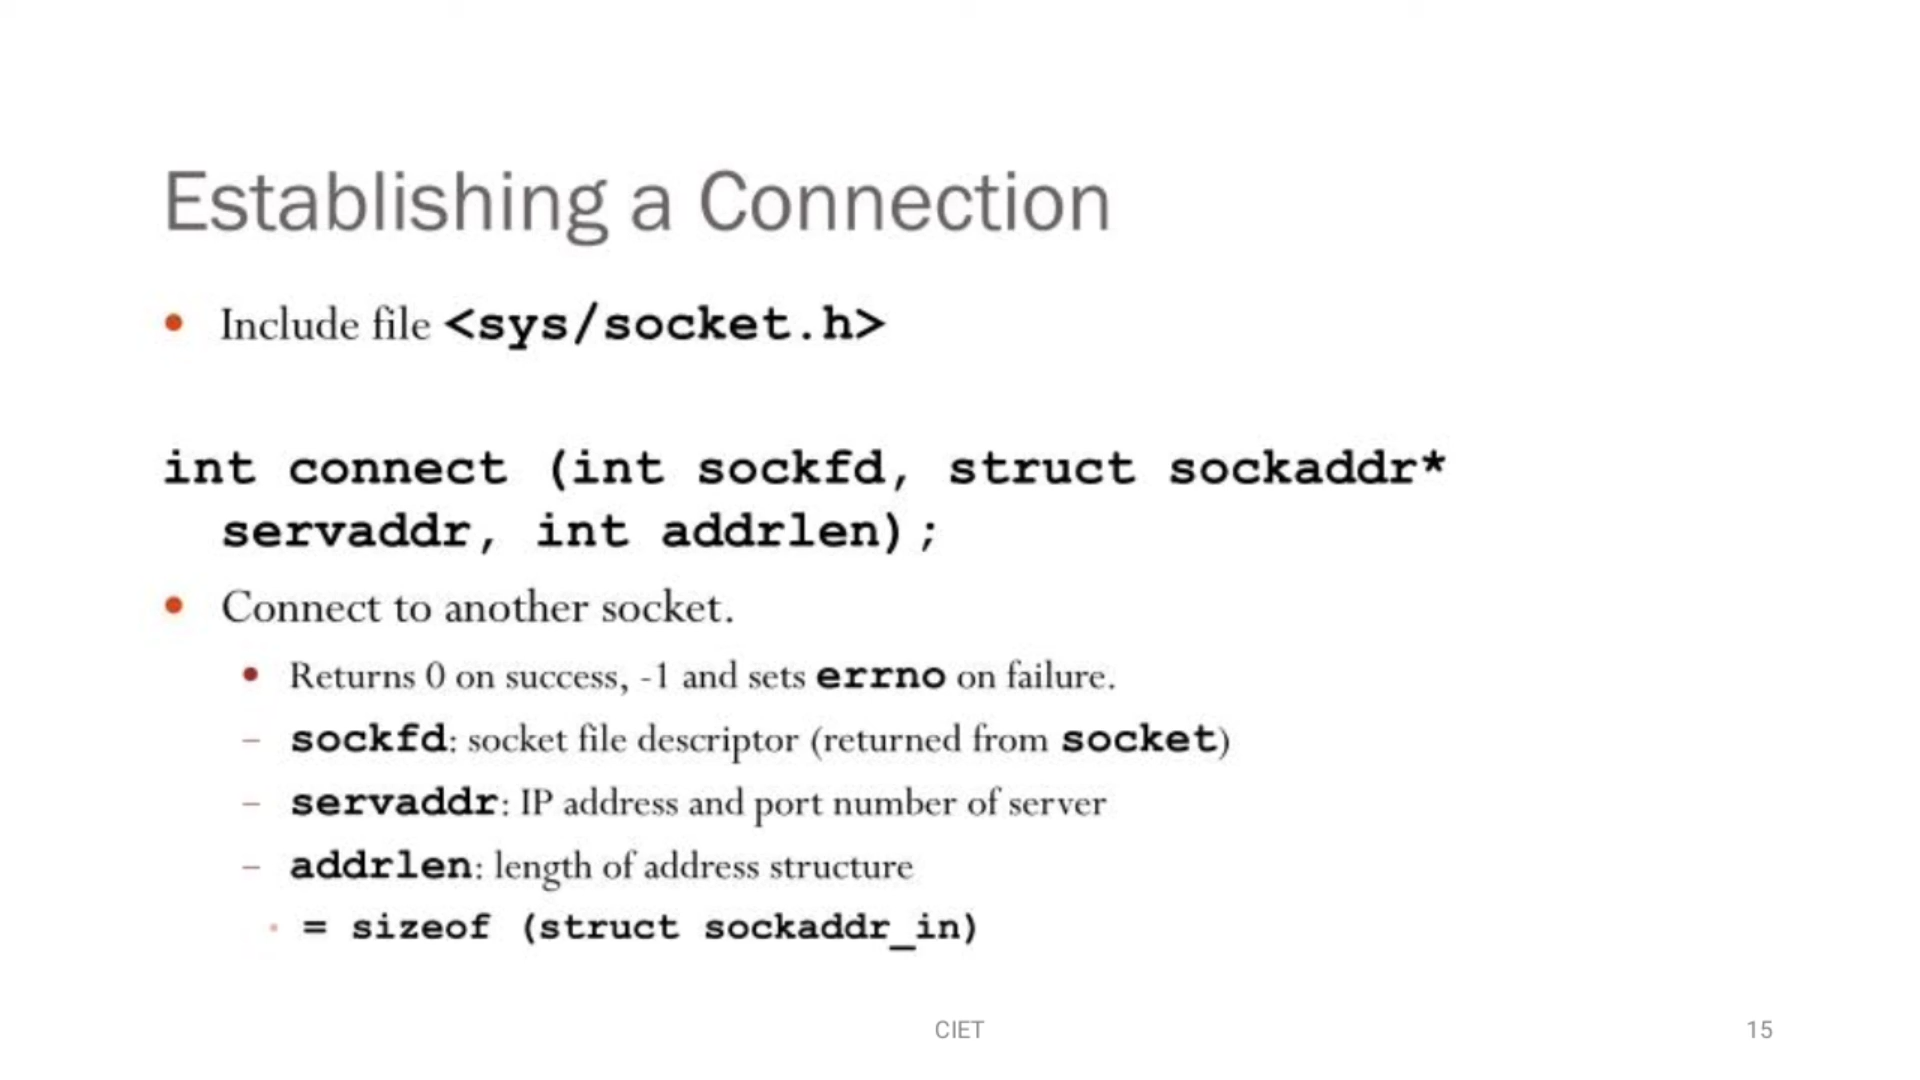 Establishing a Connection
• Include file <sys/socket.h>
int connect (int sockfd, struct sockaddr*
servaddr, int addrlen);
• Connect to another socket.
• Returns 0 on success, -1 and sets errno on failure.
– sockfd: socket file descriptor (returned from socket)
– servaddr: IP address and port number of server
– addrlen: length of address structure
• = sizeof (struct sockaddr_in)
CIET
15